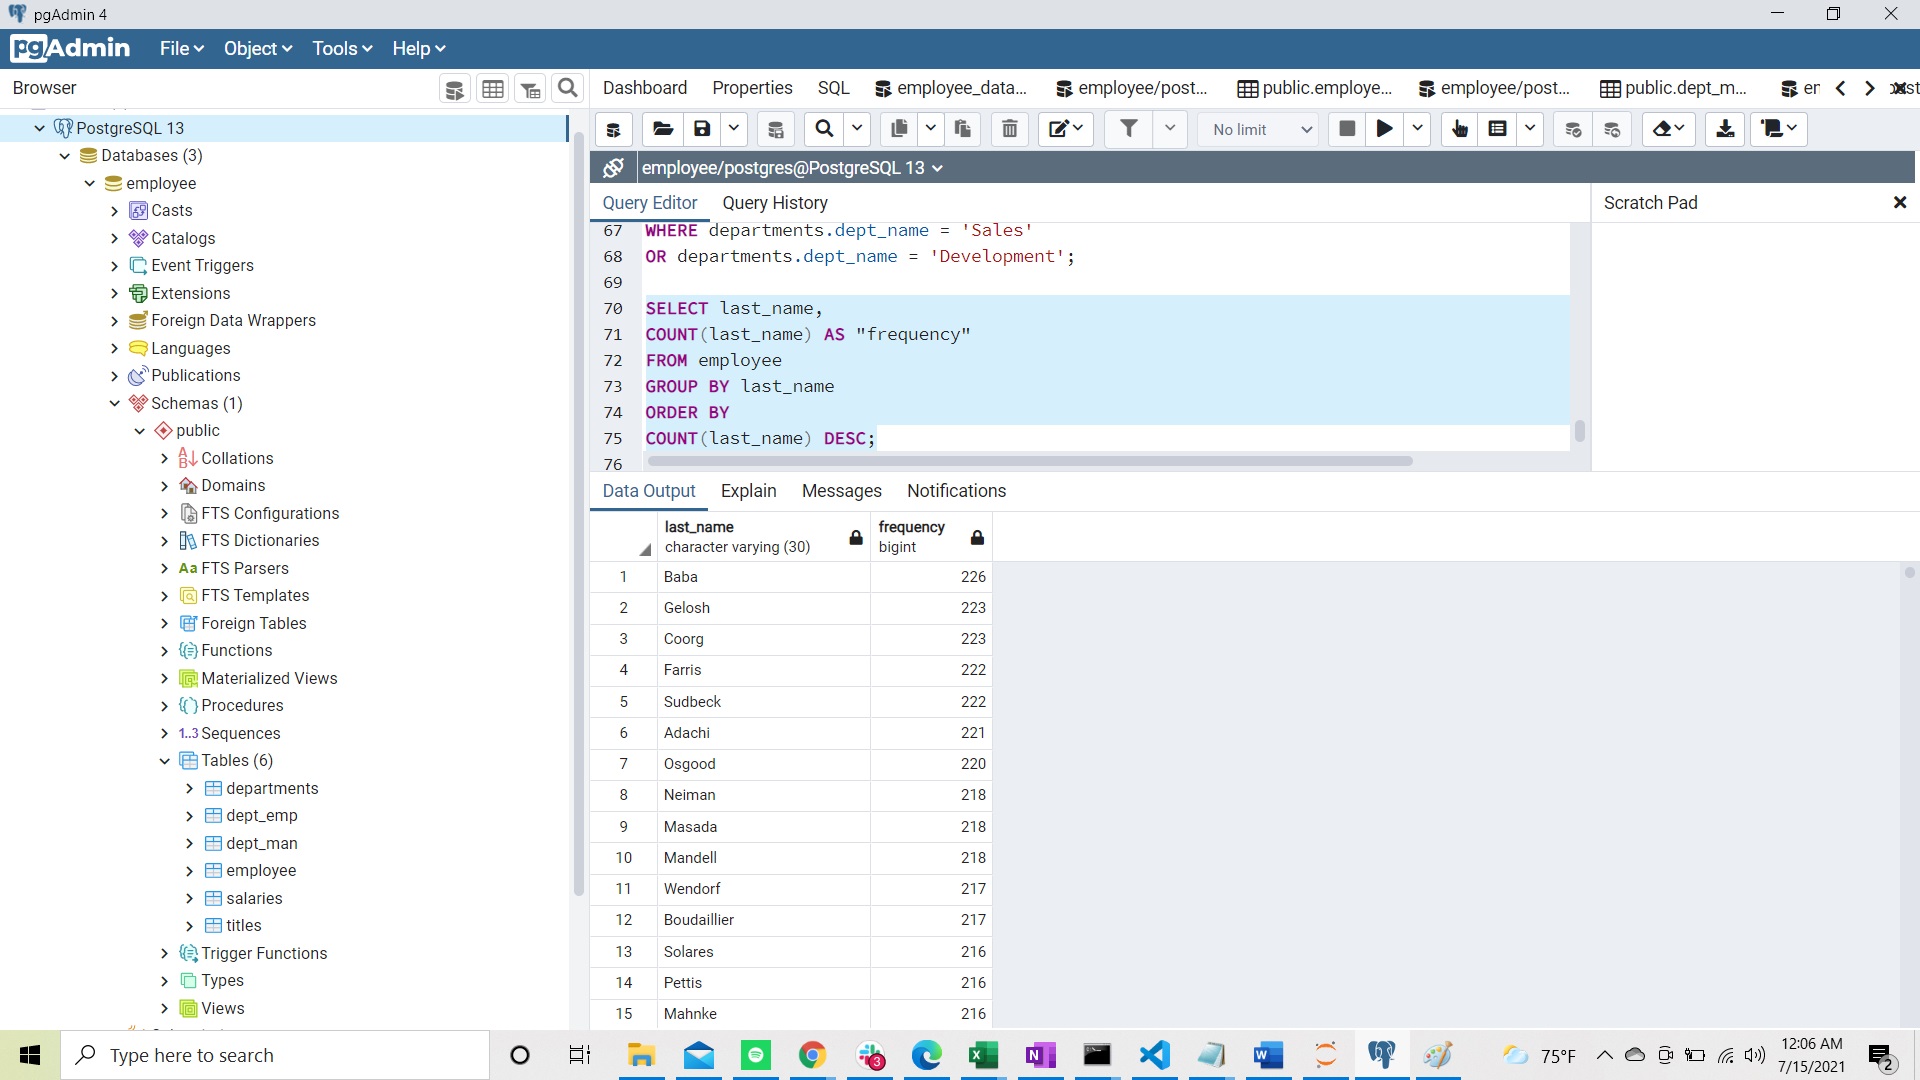 pgAdmin 4
pgAdmin File Object Tools Help
Browser
Dashboard Properties SQL employee_data... employee/post... public.employe... employee/post... public.dept_m... er
No limit
employee/postgres@PostgreSQL 13
Query Editor Query History
Scratch Pad
PostgreSQL 13
Databases (3)
employee
Casts
Catalogs
Event Triggers
Extensions
Foreign Data Wrappers
Languages
Publications
Schemas (1)
public
Collations
Domains
FTS Configurations
FTS Dictionaries
Aa FTS Parsers
FTS Templates
Foreign Tables
Functions
Materialized Views
Procedures
1..3 Sequences
Tables (6)
departments
dept_emp
dept_man
employee
salaries
titles
Trigger Functions
Types
Views
67 WHERE departments.dept_name = 'Sales'
68 OR departments.dept_name = 'Development';
69
70 SELECT last_name,
71 COUNT(last_name) AS "frequency"
72 FROM employee
73 GROUP BY last_name
74 ORDER BY
75 COUNT(last_name) DESC;
76
Data Output Explain Messages Notifications
last_name frequency
character varying (30) bigint
1 Baba 226
2 Gelosh 223
3 Coorg 223
4 Farris 222
5 Sudbeck 222
6 Adachi 221
7 Osgood 220
8 Neiman 218
9 Masada 218
10 Mandell 218
11 Wendorf 217
12 Boudaillier 217
13 Solares 216
14 Pettis 216
15 Mahnke 216
Type here to search
3
75°F
12:06 AM
7/15/2021
2